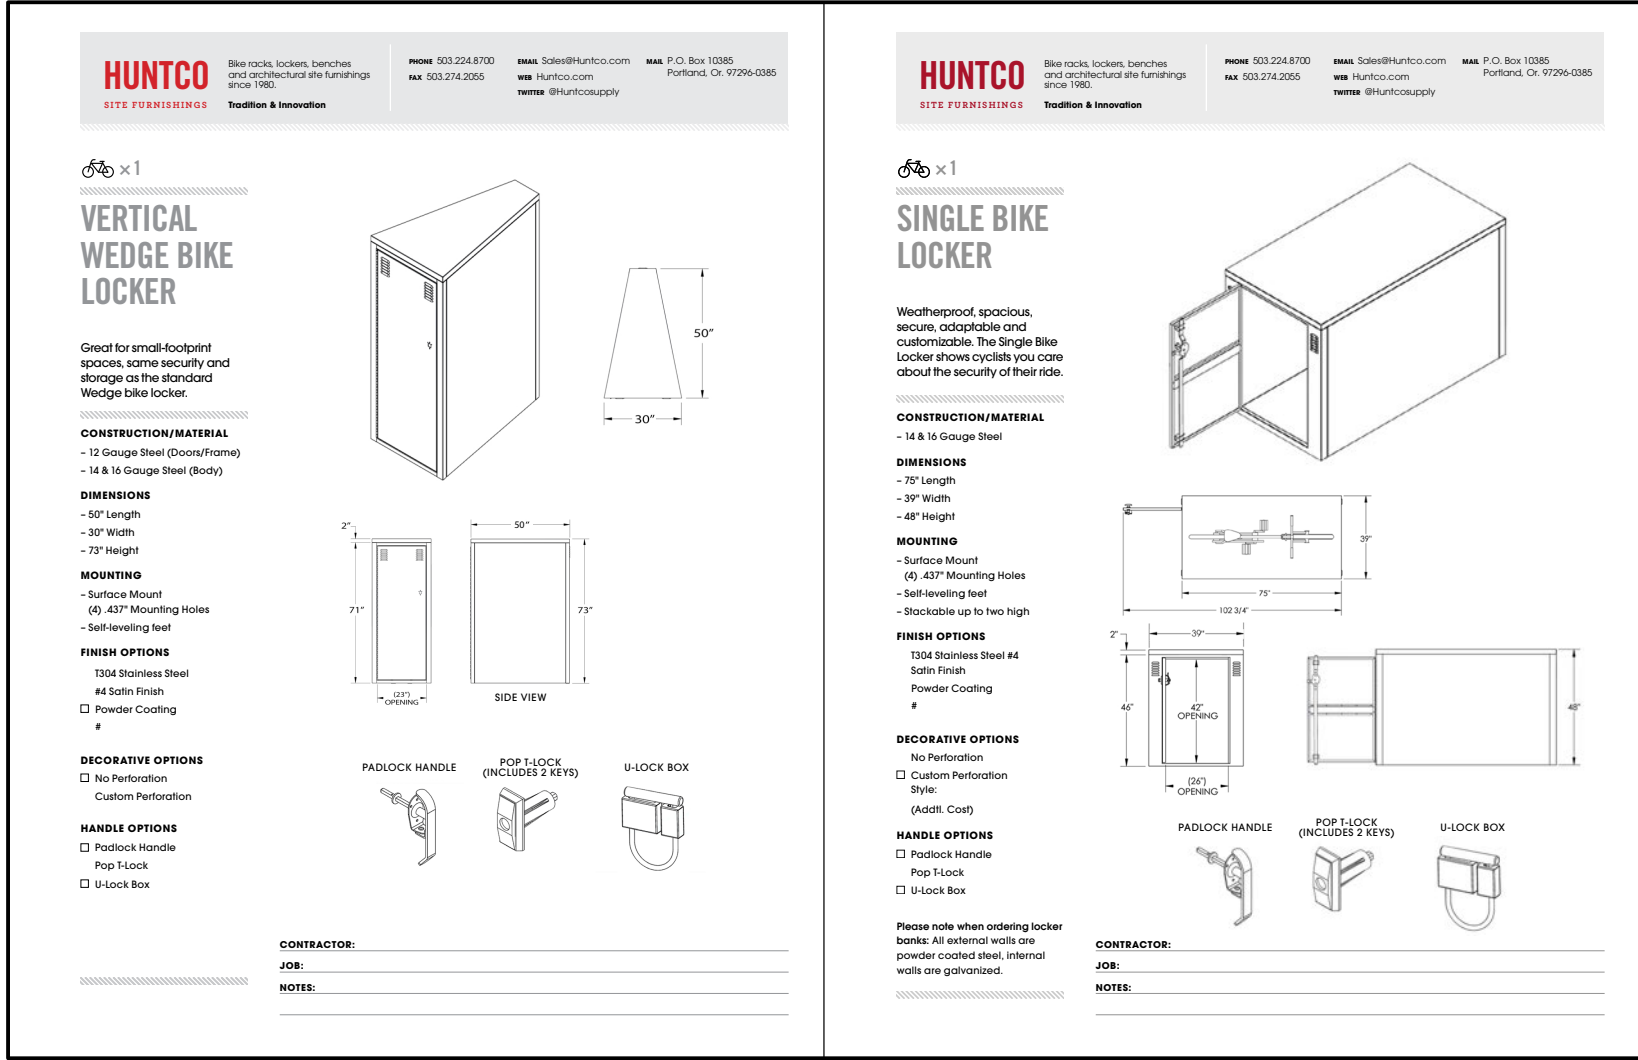 HUNTCO
SITE FURNISHINGS
Bike racks, lockers, benches
and architectural site furnishings
since 1980.
Tradition & Innovation
PHONE 503.224.8700
FAX 503.274.2055
EMAIL Sales@Huntco.com
WEB Huntco.com
TWITTER @Huntcosupply
MAIL P.O. Box 10385
Portland, Or. 97296-0385
×1
VERTICAL
WEDGE BIKE
LOCKER
Great for small-footprint
spaces, same security and
storage as the standard
Wedge bike locker.
CONSTRUCTION/MATERIAL
– 12 Gauge Steel (Doors/Frame)
– 14 & 16 Gauge Steel (Body)
DIMENSIONS
– 50" Length
– 30" Width
– 73" Height
MOUNTING
– Surface Mount
(4) .437" Mounting Holes
– Self-leveling feet
FINISH OPTIONS
T304 Stainless Steel
#4 Satin Finish
Powder Coating
#
DECORATIVE OPTIONS
No Perforation
Custom Perforation
HANDLE OPTIONS
Padlock Handle
Pop T-Lock
U-Lock Box
50"
30"
2"
50"
71"
73"
(23")
OPENING
SIDE VIEW
PADLOCK HANDLE
POP T-LOCK
(INCLUDES 2 KEYS)
U-LOCK BOX
CONTRACTOR:
JOB:
NOTES:
HUNTCO
SITE FURNISHINGS
Bike racks, lockers, benches
and architectural site furnishings
since 1980.
Tradition & Innovation
PHONE 503.224.8700
FAX 503.274.2055
EMAIL Sales@Huntco.com
WEB Huntco.com
TWITTER @Huntcosupply
MAIL P.O. Box 10385
Portland, Or. 97296-0385
×1
SINGLE BIKE
LOCKER
Weatherproof, spacious,
secure, adaptable and
customizable. The Single Bike
Locker shows cyclists you care
about the security of their ride.
CONSTRUCTION/MATERIAL
– 14 & 16 Gauge Steel
DIMENSIONS
– 75" Length
– 39" Width
– 48" Height
MOUNTING
– Surface Mount
(4) .437" Mounting Holes
– Self-leveling feet
– Stackable up to two high
FINISH OPTIONS
T304 Stainless Steel #4
Satin Finish
Powder Coating
#
DECORATIVE OPTIONS
No Perforation
Custom Perforation
Style:
(Addtl. Cost)
HANDLE OPTIONS
Padlock Handle
Pop T-Lock
U-Lock Box
Please note when ordering locker
banks: All external walls are
powder coated steel, internal
walls are galvanized.
39"
75"
102 3/4"
2"
39"
46"
42"
OPENING
48"
(26")
OPENING
PADLOCK HANDLE
POP T-LOCK
(INCLUDES 2 KEYS)
U-LOCK BOX
CONTRACTOR:
JOB:
NOTES: